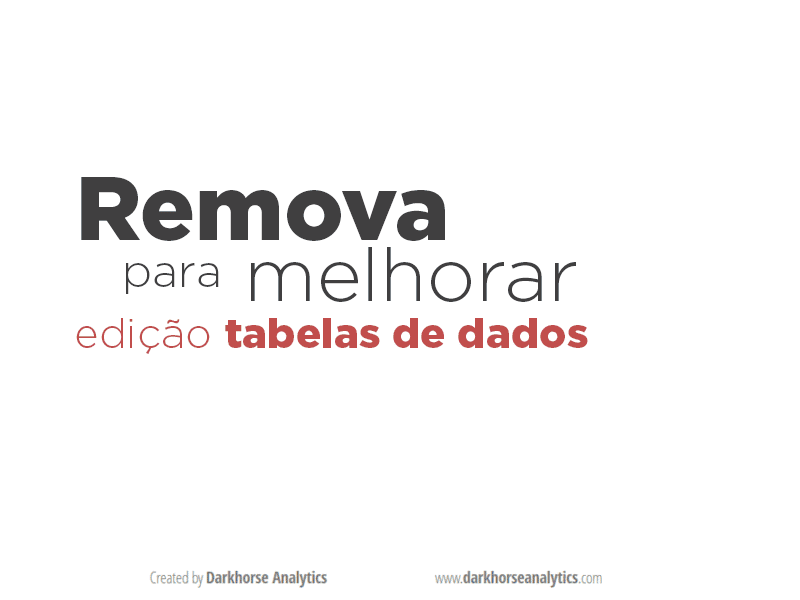 Remova
para melhorar
edição tabelas de dados
Created by Darkhorse Analytics www.darkhorseanalytics.com